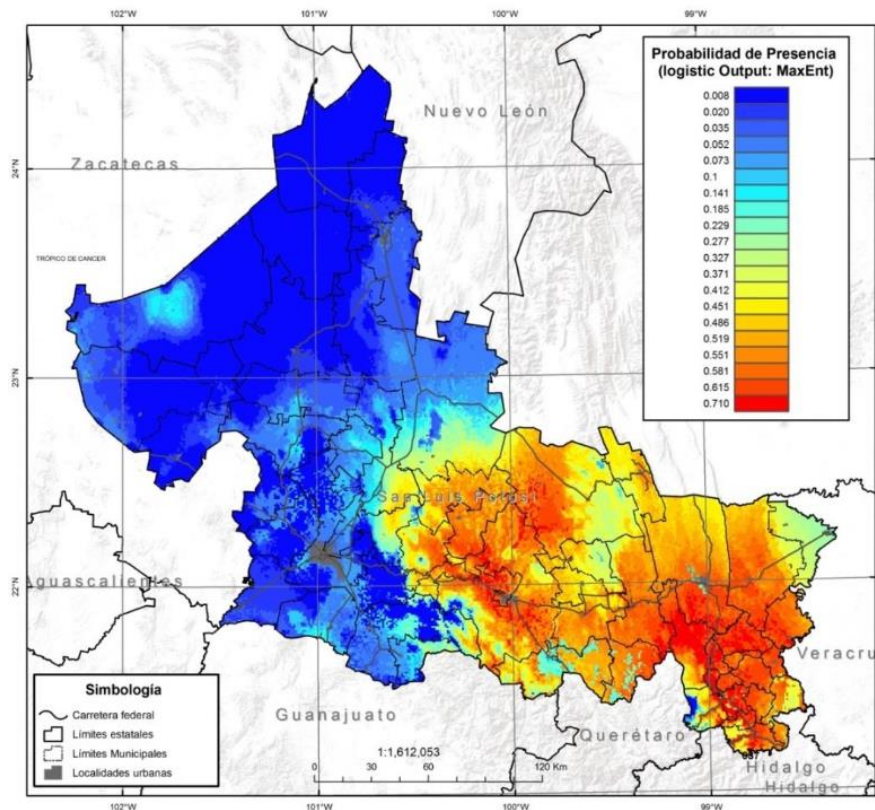 102°W 101°W 100°W 99°W
Probabilidad de Presencia
(logistic Output: MaxEnt)
0.008
0.020
0.035
0.052
0.073
0.1
0.141
0.185
0.229
0.277
0.327
0.371
0.412
0.451
0.486
0.519
0.551
0.581
0.615
0.710
Nuevo León
Zacatecas
24°N
24°N
TRÓPICO DE CANCER
23°N
23°N
San Luis Potosí
22°N
22°N
Aguascalientes
Veracru
Guanajuato
Querétaro
Hidalgo
Hidalgo
Simbología
Carretera federal
Límites estatales
Límites Municipales
Localidades urbanas
1:1,612,053
0 30 60 120 Km
102°W 101°W 100°W 99°W